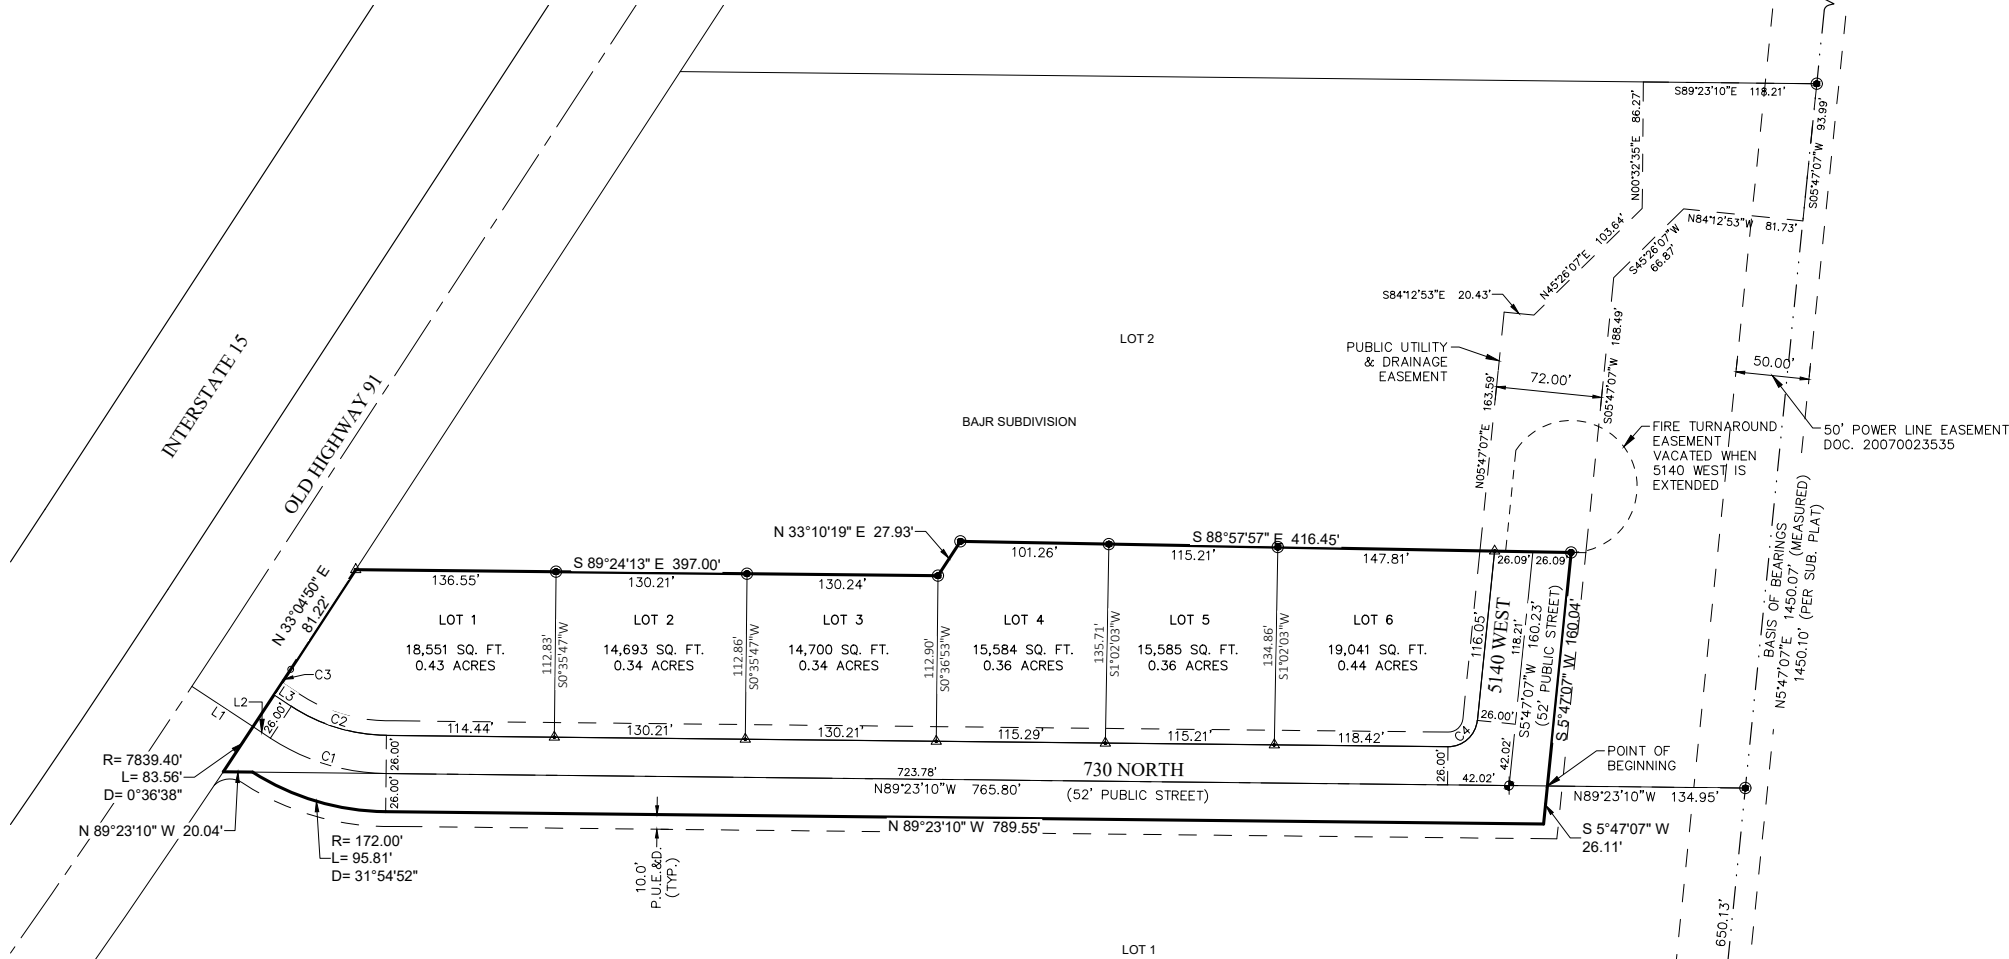 INTERSTATE 15
OLD HIGHWAY 91
S89°23'10"E 118.21'
N00°32'35"E 86.27'
S05°47'07"W 93.99'
N84°12'53"W 81.73'
N45°26'07"E 103.64'
S45°26'07"W
66.87'
S84°12'53"E 20.43'
LOT 2
PUBLIC UTILITY
& DRAINAGE
EASEMENT
72.00'
50.00'
N05°47'07"E 163.59'
S05°47'07"W 188.49'
BAJR SUBDIVISION
FIRE TURNAROUND
EASEMENT
VACATED WHEN
5140 WEST IS
EXTENDED
50' POWER LINE EASEMENT
DOC. 20070023535
BASIS OF BEARINGS
N5°47'07"E 1450.07' (MEASURED)
1450.10' (PER SUB. PLAT)
N 33°10'19" E 27.93'
S 88°57'57" E 416.45'
101.26'
115.21'
147.81'
26.09'
26.09'
S 89°24'13" E 397.00'
136.55'
130.21'
130.24'
N 33°04'50" E
81.22'
LOT 1
18,551 SQ. FT.
0.43 ACRES
112.83'
S0°35'47"W
LOT 2
14,693 SQ. FT.
0.34 ACRES
112.86'
S0°35'47"W
LOT 3
14,700 SQ. FT.
0.34 ACRES
112.90'
S0°36'53"W
LOT 4
15,584 SQ. FT.
0.36 ACRES
135.71'
S1°02'03"W
LOT 5
15,585 SQ. FT.
0.36 ACRES
134.86'
S1°02'03"W
LOT 6
19,041 SQ. FT.
0.44 ACRES
116.05'
5140 WEST
118.21'
S5°47'07"W 160.23'
(52' PUBLIC STREET)
S 5°47'07" W 160.04'
C3
L3
L2
L1
26.00'
C2
C1
114.44'
130.21'
130.21'
115.29'
115.21'
118.42'
C4
26.00'
42.02'
26.00'
26.00'
26.00'
723.78'
730 NORTH
42.02'
N89°23'10"W 765.80'
(52' PUBLIC STREET)
POINT OF
BEGINNING
N89°23'10"W 134.95'
R= 7839.40'
L= 83.56'
D= 0°36'38"
N 89°23'10" W 20.04'
R= 172.00'
L= 95.81'
D= 31°54'52"
N 89°23'10" W 789.55'
S 5°47'07" W
26.11'
10.0'
P.U.E.&D.
(TYP.)
650.13'
LOT 1